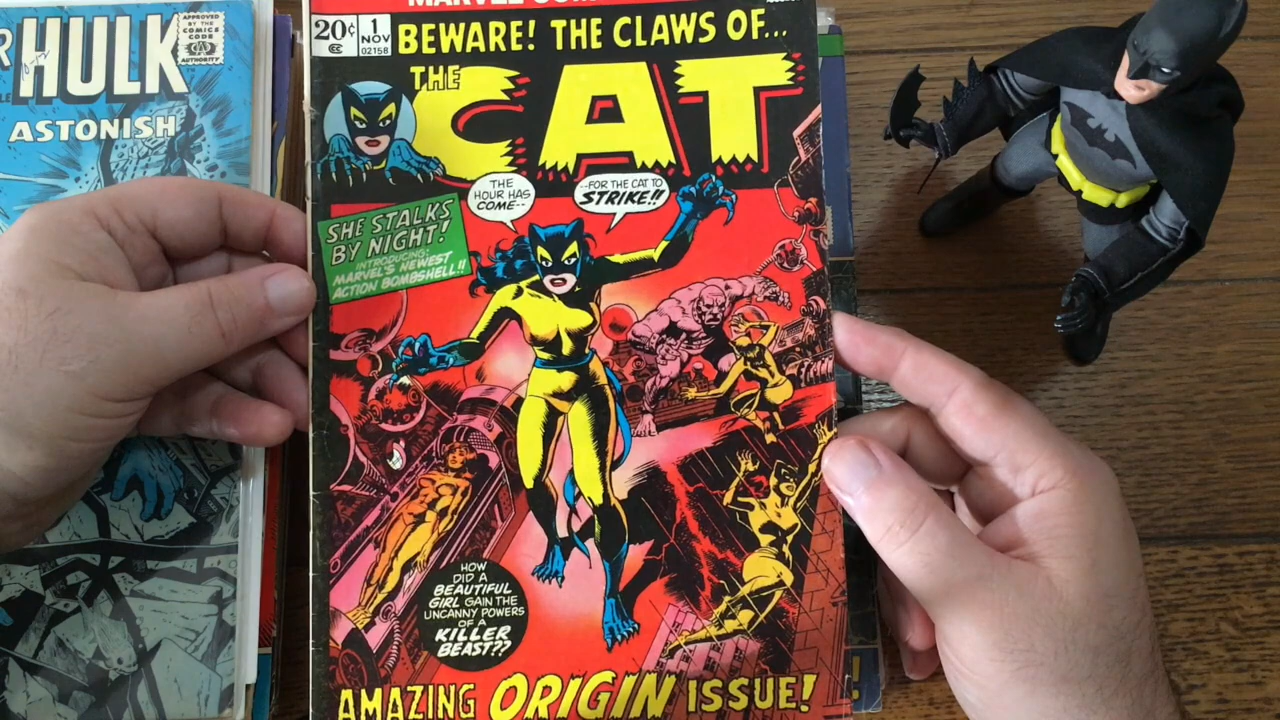 HULK
ASTONISH
APPROVED
BY THE
COMICS
CODE
AUTHORITY
20¢
1
NOV
02158
CC
BEWARE! THE CLAWS OF...
THE
CAT
THE
HOUR HAS
COME--
--FOR THE CAT TO
STRIKE!!
SHE STALKS
BY NIGHT!
INTRODUCING:
MARVEL'S NEWEST
ACTION BOMBSHELL!!
HOW
DID A
BEAUTIFUL
GIRL GAIN THE
UNCANNY POWERS
OF A
KILLER
BEAST??
AMAZING ORIGIN ISSUE!